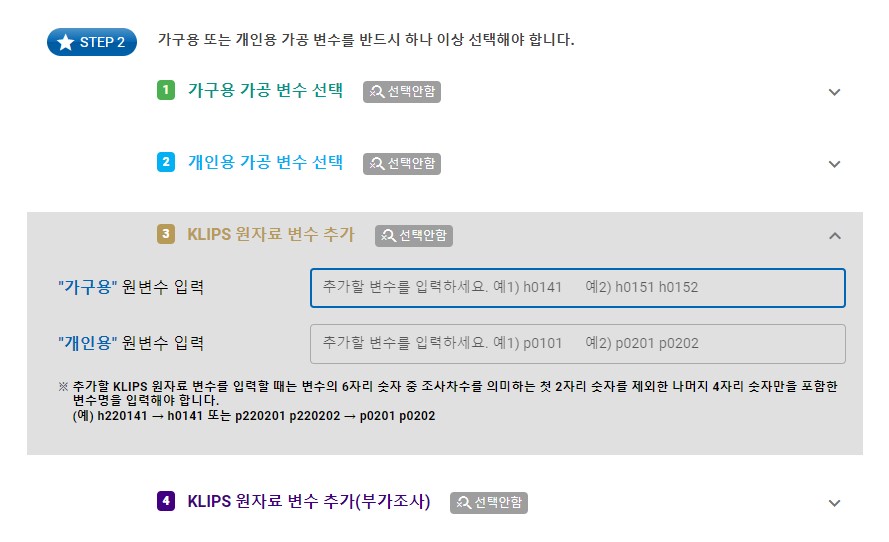 STEP 2 가구용 또는 개인용 가공 변수를 반드시 하나 이상 선택해야 합니다.
1 가구용 가공 변수 선택 선택안함
2 개인용 가공 변수 선택 선택안함
3 KLIPS 원자료 변수 추가 선택안함
"가구용" 원변수 입력 추가할 변수를 입력하세요. 예1) h0141 예2) h0151 h0152
"개인용" 원변수 입력 추가할 변수를 입력하세요. 예1) p0101 예2) p0201 p0202
※ 추가할 KLIPS 원자료 변수를 입력할 때는 변수의 6자리 숫자 중 조사차수를 의미하는 첫 2자리 숫자를 제외한 나머지 4자리 숫자만을 포함한
변수명을 입력해야 합니다.
(예) h220141 → h0141 또는 p220201 p220202 → p0201 p0202
4 KLIPS 원자료 변수 추가(부가조사) 선택안함